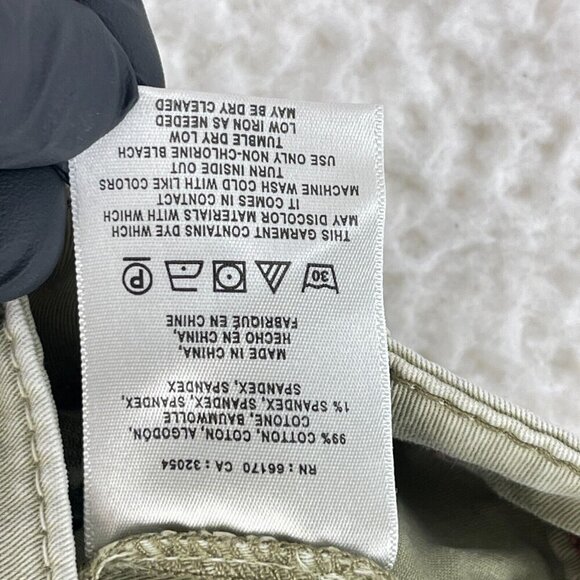 RN : 66170 CA : 32054
99% COTTON, COTTON, ALGODÓN,
COTONE, BAUMWOLLE
1% SPANDEX, SPANDEX, SPANDEX,
SPANDEX, SPANDEX
MADE IN CHINA,
HECHO EN CHINA,
FABRIQUÉ EN CHINE
30 P
THIS GARMENT CONTAINS DYE WHICH
MAY DISCOLOR MATERIALS WITH WHICH
IT COMES IN CONTACT
MACHINE WASH COLD WITH LIKE COLORS
TURN INSIDE OUT
USE ONLY NON-CHLORINE BLEACH
TUMBLE DRY LOW
LOW IRON AS NEEDED
MAY BE DRY CLEANED